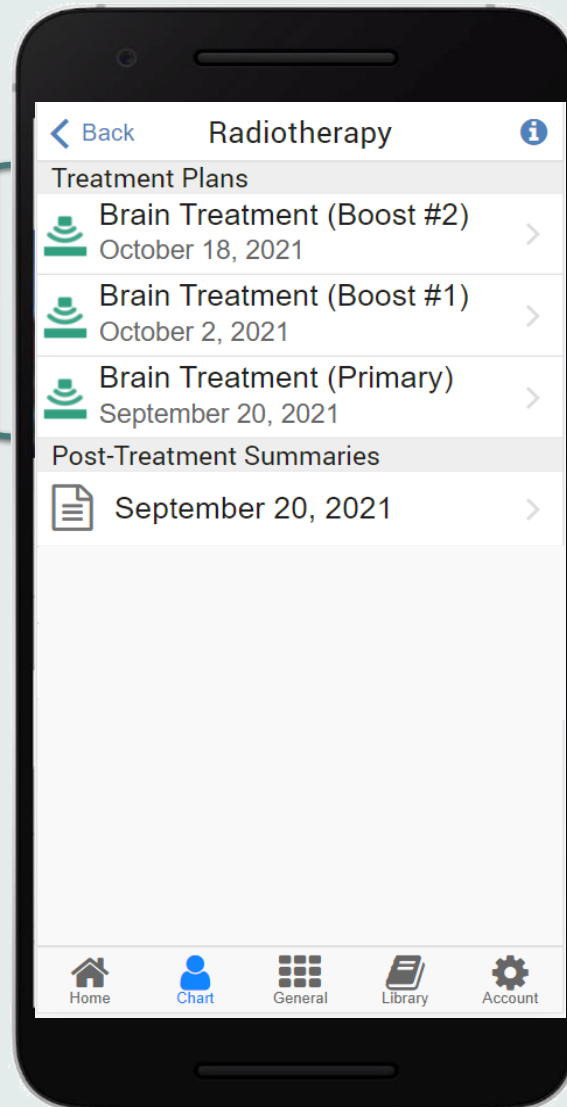 Back Radiotherapy
Treatment Plans
Brain Treatment (Boost #2)
October 18, 2021
Brain Treatment (Boost #1)
October 2, 2021
Brain Treatment (Primary)
September 20, 2021
Post-Treatment Summaries
September 20, 2021
Home Chart General Library Account